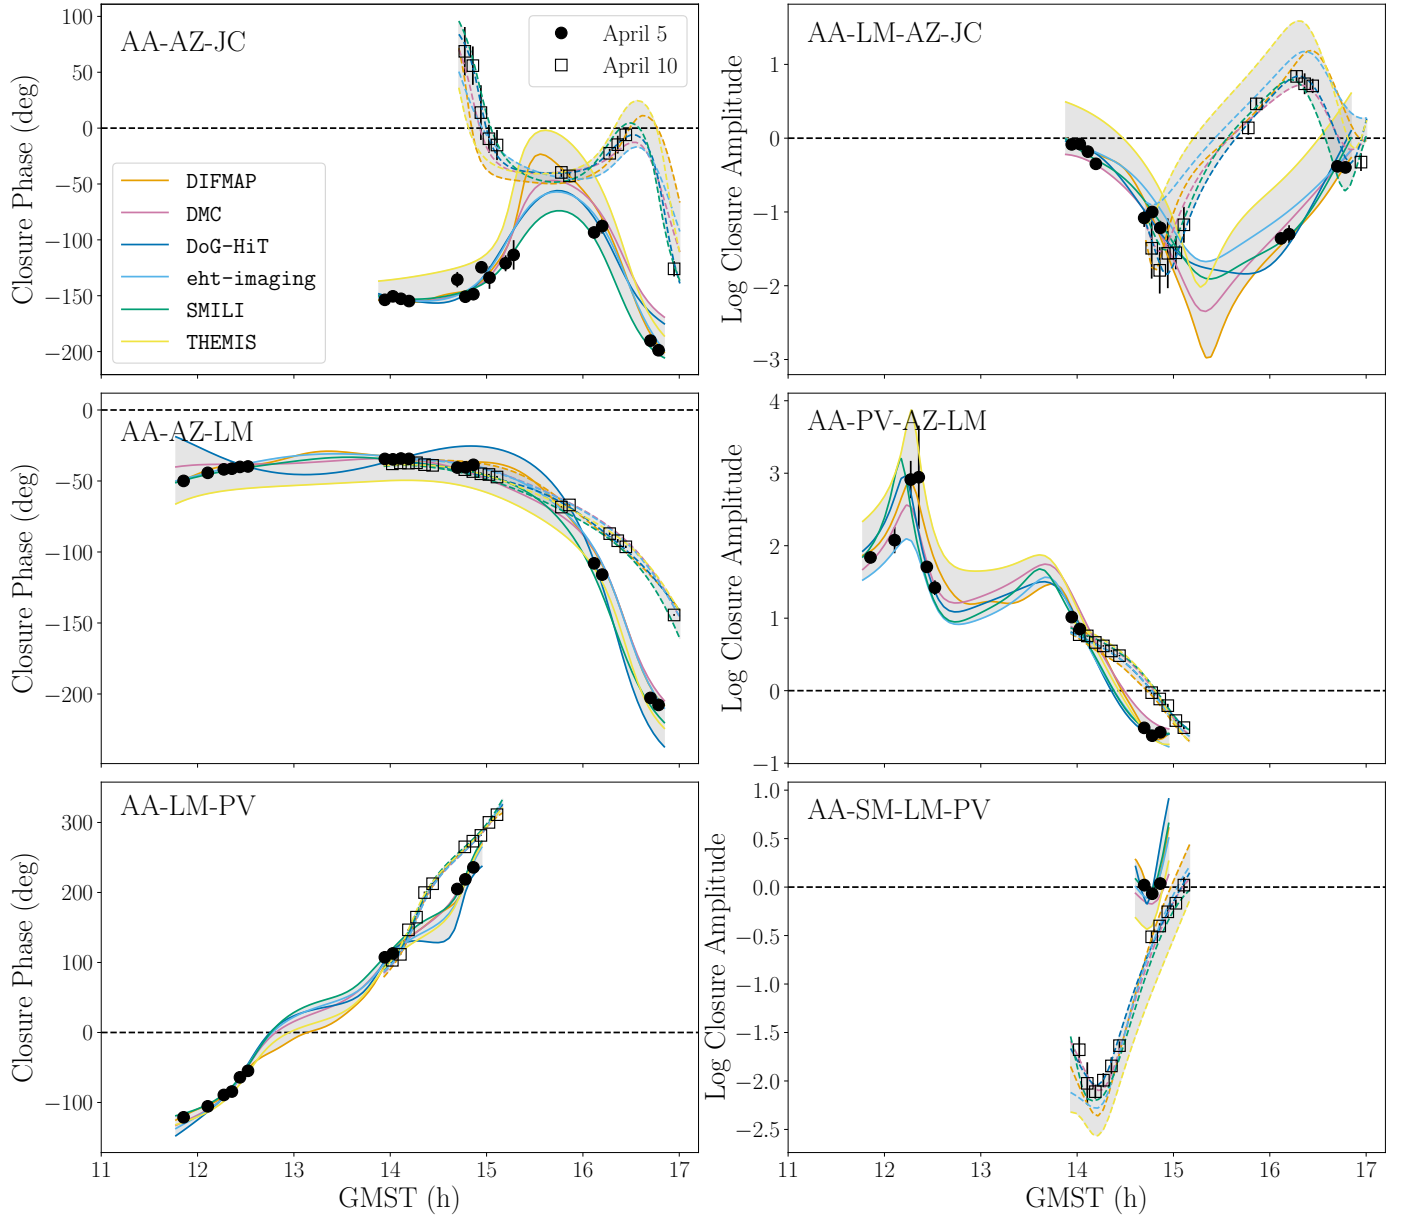 AA-AZ-JC
April 5
April 10
DIFMAP
DMC
DoG-HiT
eht-imaging
SMILI
THEMIS
Closure Phase (deg)
100
50
0
−50
−100
−150
−200
AA-LM-AZ-JC
Log Closure Amplitude
1
0
−1
−2
−3
AA-AZ-LM
Closure Phase (deg)
0
−50
−100
−150
−200
AA-PV-AZ-LM
Log Closure Amplitude
4
3
2
1
0
−1
AA-LM-PV
Closure Phase (deg)
300
200
100
0
−100
11 12 13 14 15 16 17
GMST (h)
AA-SM-LM-PV
Log Closure Amplitude
1.0
0.5
0.0
−0.5
−1.0
−1.5
−2.0
−2.5
11 12 13 14 15 16 17
GMST (h)